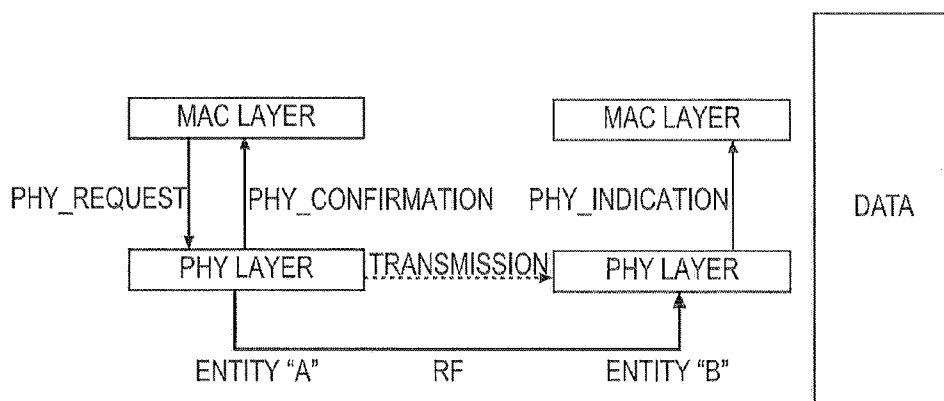 MAC LAYER
MAC LAYER
PHY_REQUEST
PHY_CONFIRMATION
PHY_INDICATION
DATA
PHY LAYER
TRANSMISSION
PHY LAYER
ENTITY “A”
RF
ENTITY “B”